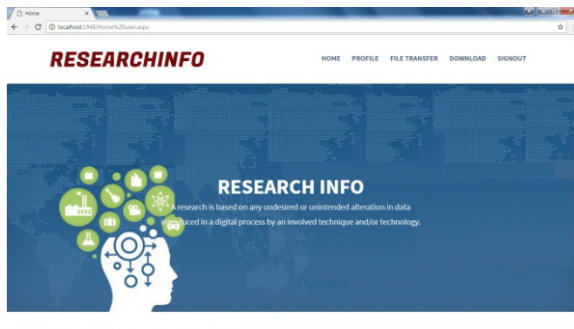 Home
localhost:1948/Home%20user.aspx
RESEARCHINFO
HOME PROFILE FILE TRANSFER DOWNLOAD SIGNOUT
RESEARCH INFO
A research is based on any undesired or unintended alteration in data
introduced in a digital process by an involved technique and/or technology.